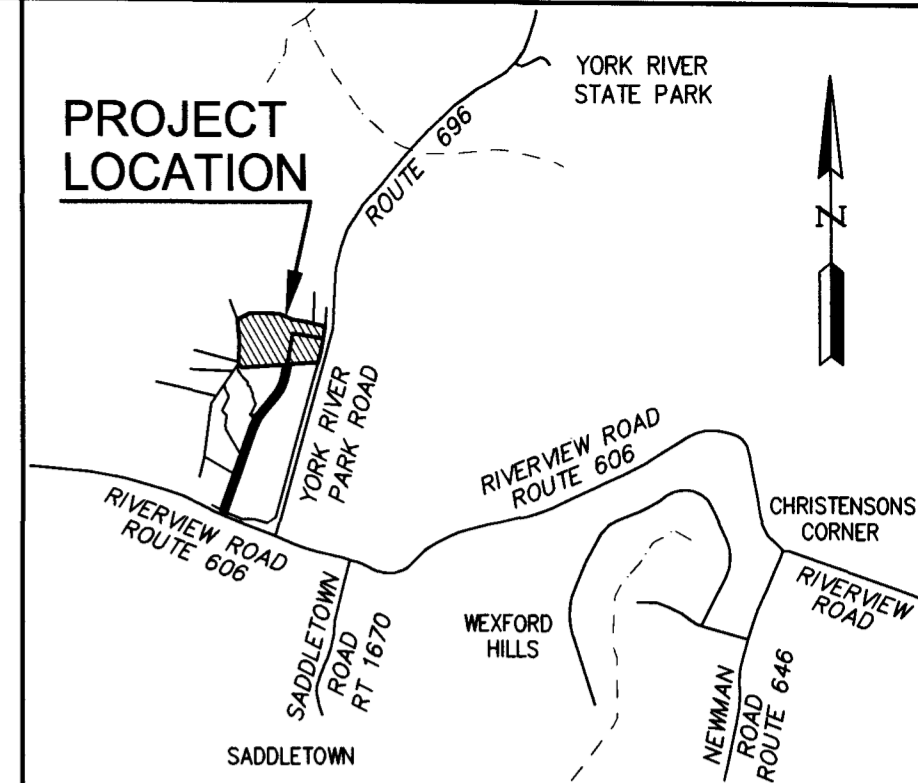 YORK RIVER
STATE PARK
PROJECT
LOCATION
ROUTE 696
N
YORK RIVER
PARK ROAD
RIVERVIEW ROAD
ROUTE 606
RIVERVIEW ROAD
ROUTE 606
CHRISTENSONS
CORNER
RIVERVIEW
ROAD
SADDLETOWN
ROAD
RT 1670
WEXFORD
HILLS
NEWMAN
ROAD
ROUTE 646
SADDLETOWN